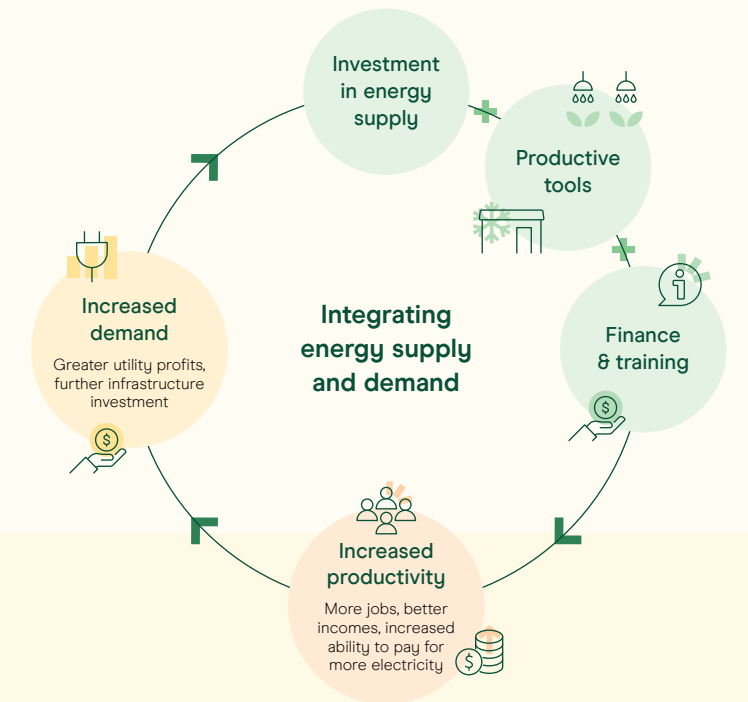 Investment
in energy
supply
Productive
tools
Finance
& training
Integrating
energy supply
and demand
Increased
demand
Greater utility profits,
further infrastructure
investment
Increased
productivity
More jobs, better
incomes, increased
ability to pay for
more electricity
$
$
$
i